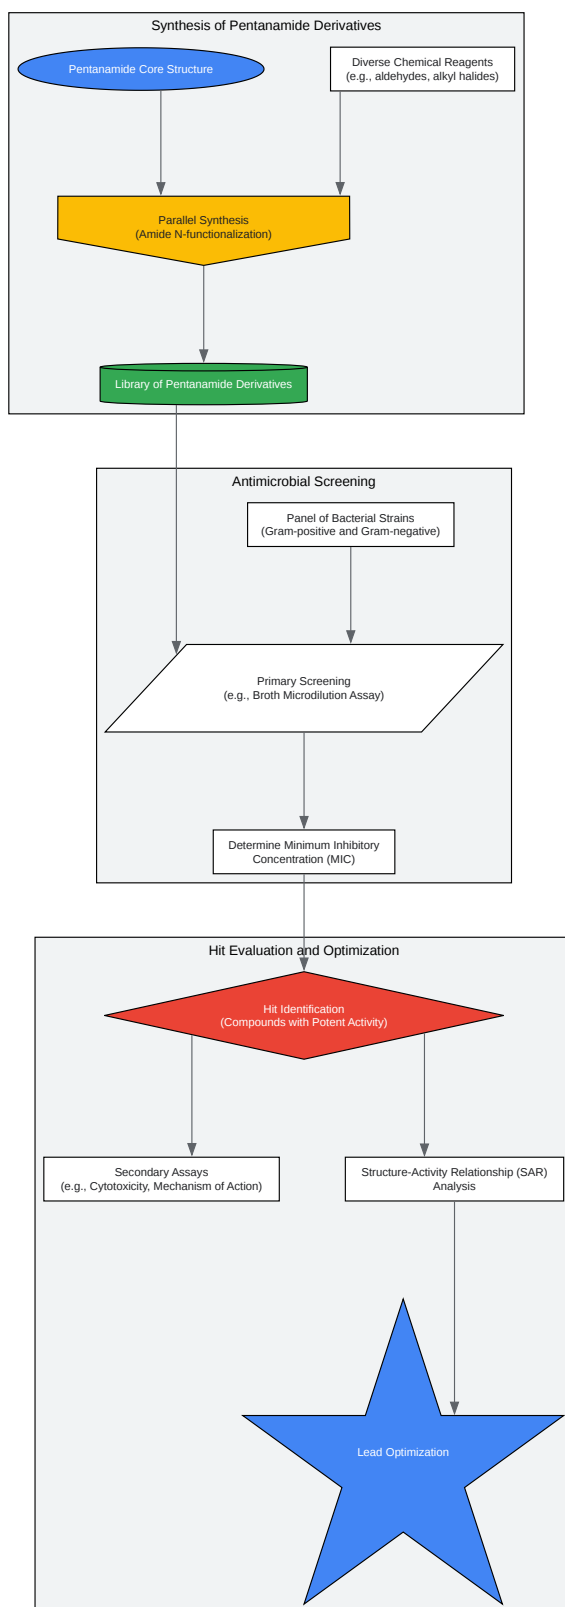 Synthesis of Pentanamide Derivatives
Pentanamide Core Structure
Diverse Chemical Reagents
(e.g., aldehydes, alkyl halides)
Parallel Synthesis
(Amide N-functionalization)
Library of Pentanamide Derivatives
Antimicrobial Screening
Panel of Bacterial Strains
(Gram-positive and Gram-negative)
Primary Screening
(e.g., Broth Microdilution Assay)
Determine Minimum Inhibitory
Concentration (MIC)
Hit Evaluation and Optimization
Hit Identification
(Compounds with Potent Activity)
Secondary Assays
(e.g., Cytotoxicity, Mechanism of Action)
Structure-Activity Relationship (SAR)
Analysis
Lead Optimization